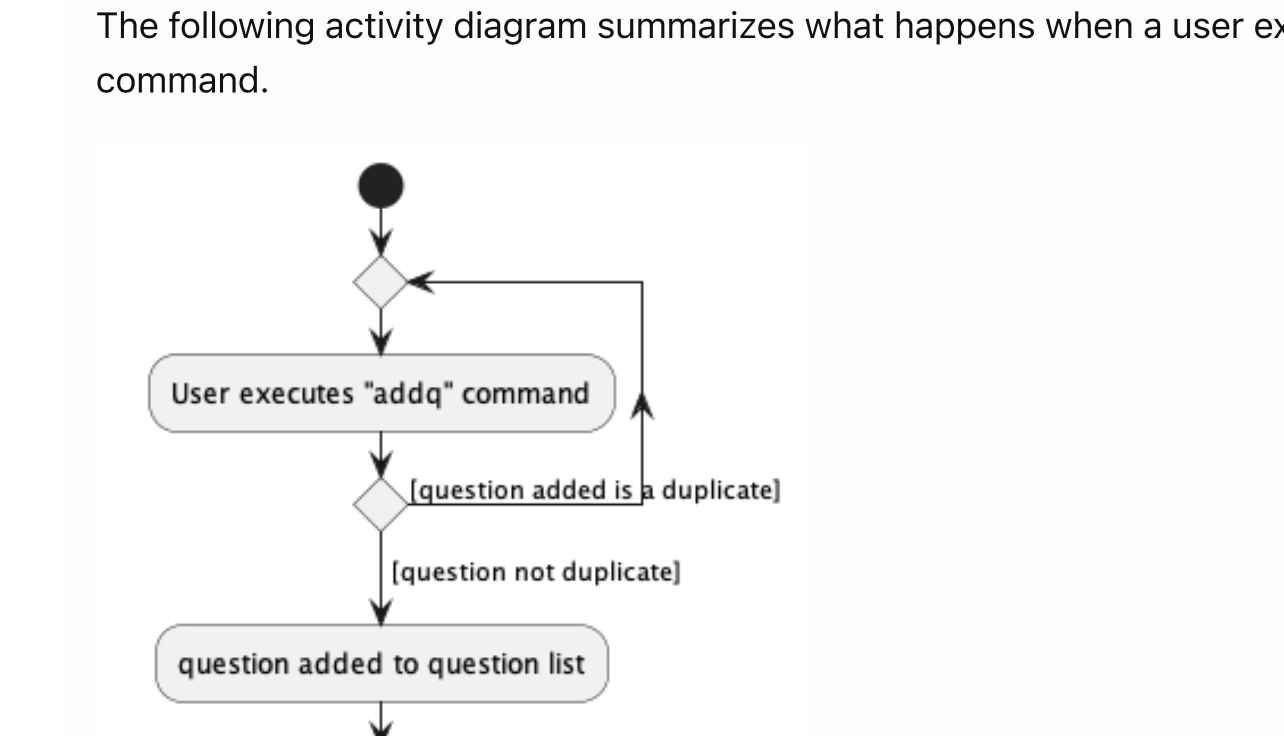 The following activity diagram summarizes what happens when a user ex
command.
User executes "addq" command
[question added is a duplicate]
[question not duplicate]
question added to question list